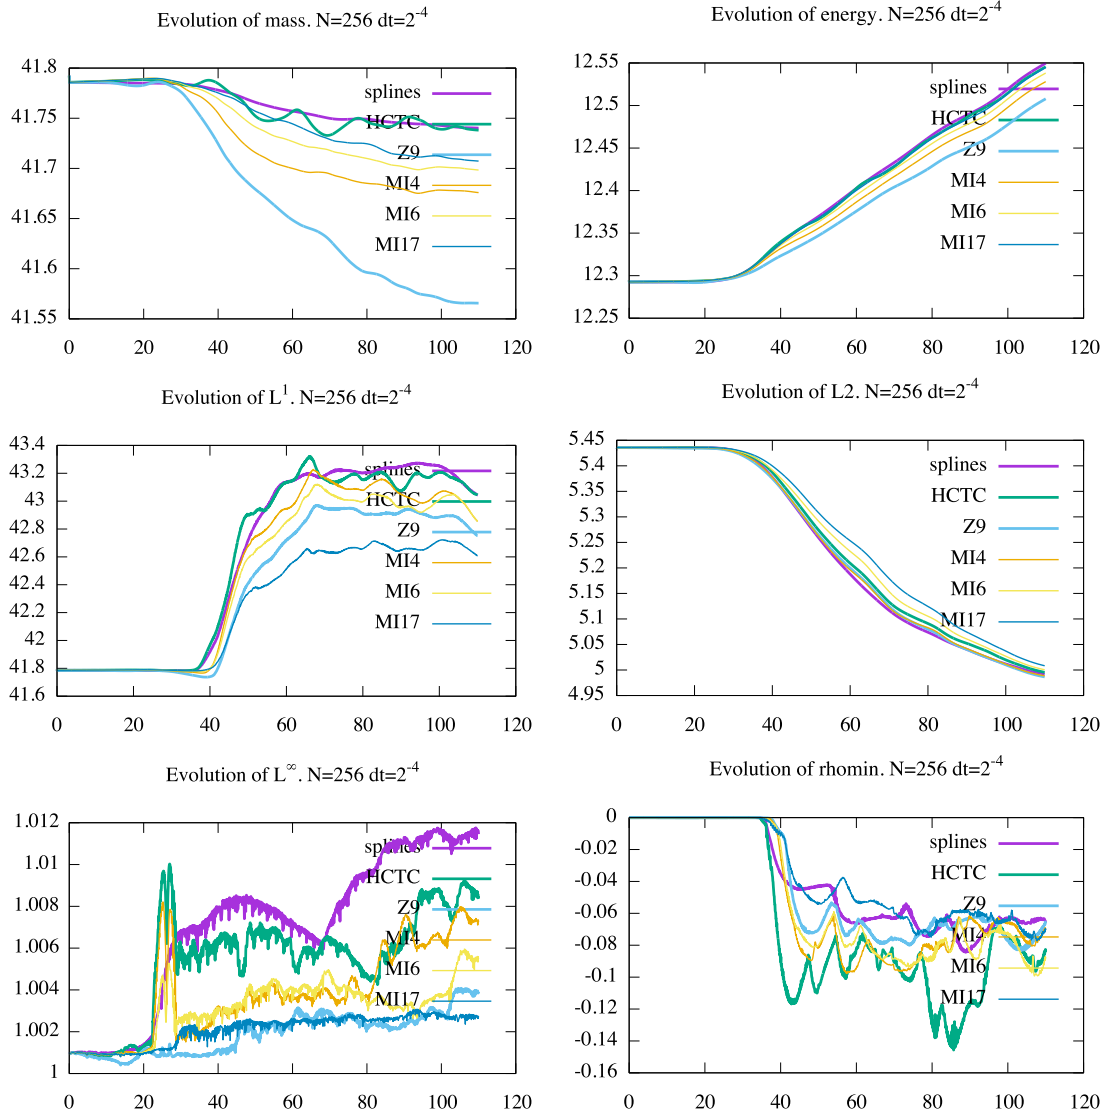 Evolution of mass. N=256 dt=2^-4
41.8
41.75
41.7
41.65
41.6
41.55
splines
HCTC
Z9
MI4
MI6
MI17
0 20 40 60 80 100 120
Evolution of energy. N=256 dt=2^-4
12.55
12.5
12.45
12.4
12.35
12.3
12.25
splines
HCTC
Z9
MI4
MI6
MI17
0 20 40 60 80 100 120
Evolution of L^1. N=256 dt=2^-4
43.4
43.2
43
42.8
42.6
42.4
42.2
42
41.8
41.6
splines
HCTC
Z9
MI4
MI6
MI17
0 20 40 60 80 100 120
Evolution of L2. N=256 dt=2^-4
5.45
5.4
5.35
5.3
5.25
5.2
5.15
5.1
5.05
5
4.95
splines
HCTC
Z9
MI4
MI6
MI17
0 20 40 60 80 100 120
Evolution of L^∞. N=256 dt=2^-4
1.012
1.01
1.008
1.006
1.004
1.002
1
splines
HCTC
Z9
MI4
MI6
MI17
0 20 40 60 80 100 120
Evolution of rhomin. N=256 dt=2^-4
0
-0.02
-0.04
-0.06
-0.08
-0.1
-0.12
-0.14
-0.16
splines
HCTC
Z9
MI4
MI6
MI17
0 20 40 60 80 100 120